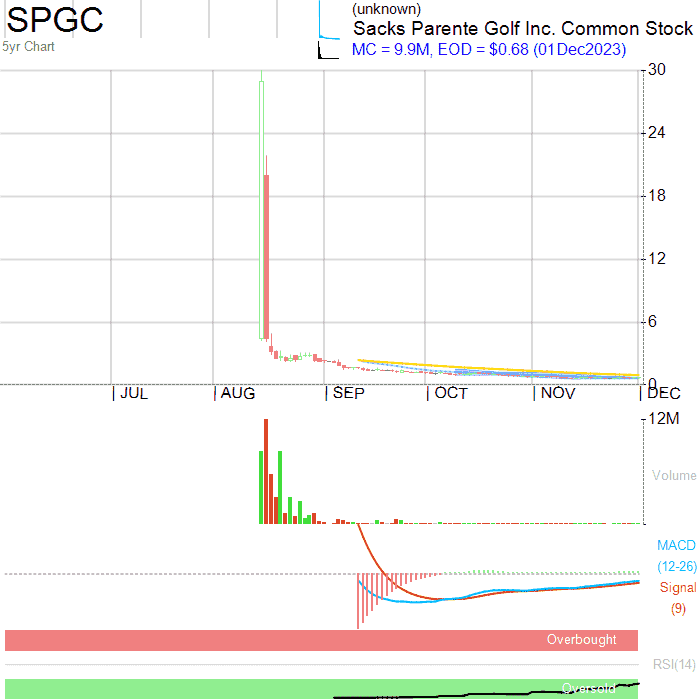 SPGC
(unknown)
Sacks Parente Golf Inc. Common Stock
5yr Chart
MC = 9.9M, EOD = $0.68 (01Dec2023)
30
24
18
12
6
0
JUL
AUG
SEP
OCT
NOV
DEC
12M
Volume
MACD
(12-26)
Signal
(9)
Overbought
RSI(14)
Oversold